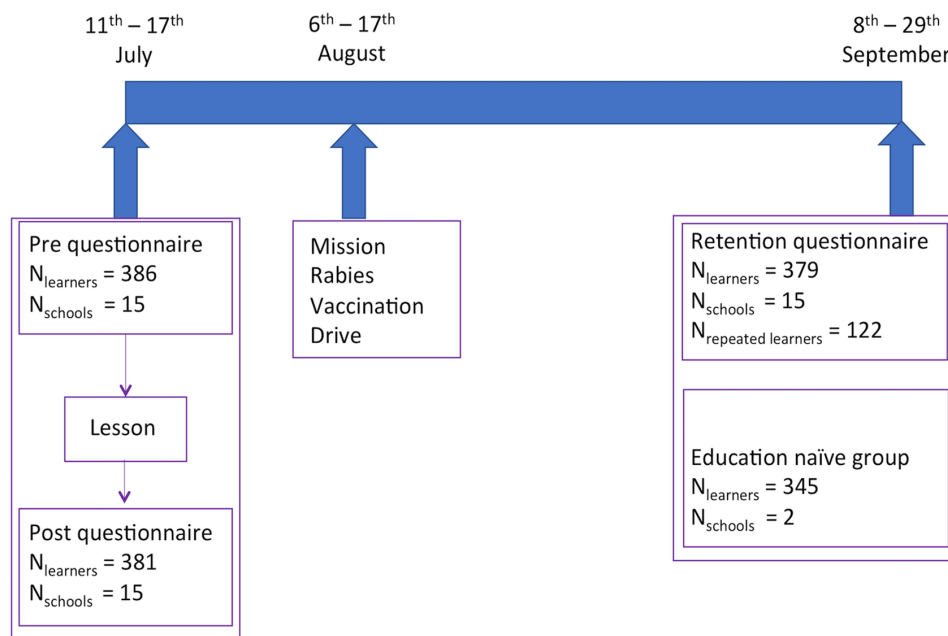 11th – 17th
July
6th – 17th
August
8th – 29th
September
Pre questionnaire
Nlearners = 386
Nschools = 15
Lesson
Post questionnaire
Nlearners = 381
Nschools = 15
Mission
Rabies
Vaccination
Drive
Retention questionnaire
Nlearners = 379
Nschools = 15
Nrepeated learners = 122
Education naïve group
Nlearners = 345
Nschools = 2